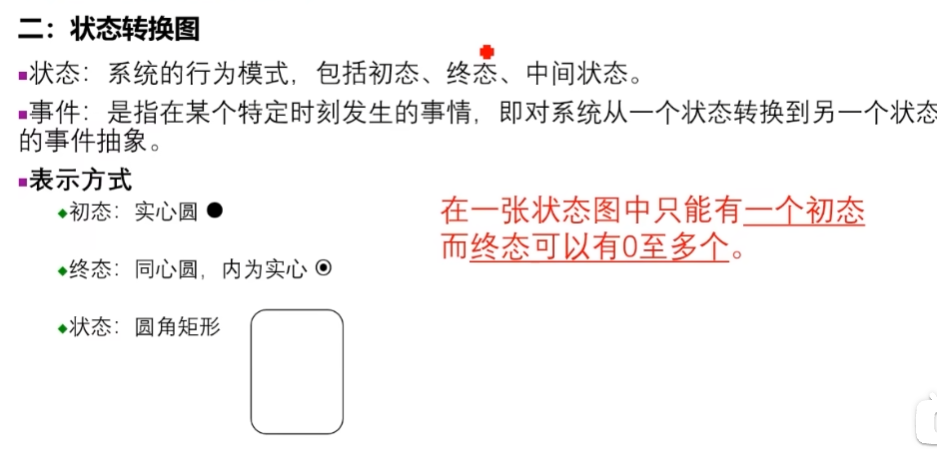 二：状态转换图
状态：系统的行为模式，包括初态、终态、中间状态。
事件：是指在某个特定时刻发生的事情，即对系统从一个状态转换到另一个状态
的事件抽象。
表示方式
初态：实心圆
在一张状态图中只能有一个初态
而终态可以有0至多个。
终态：同心圆，内为实心
状态：圆角矩形